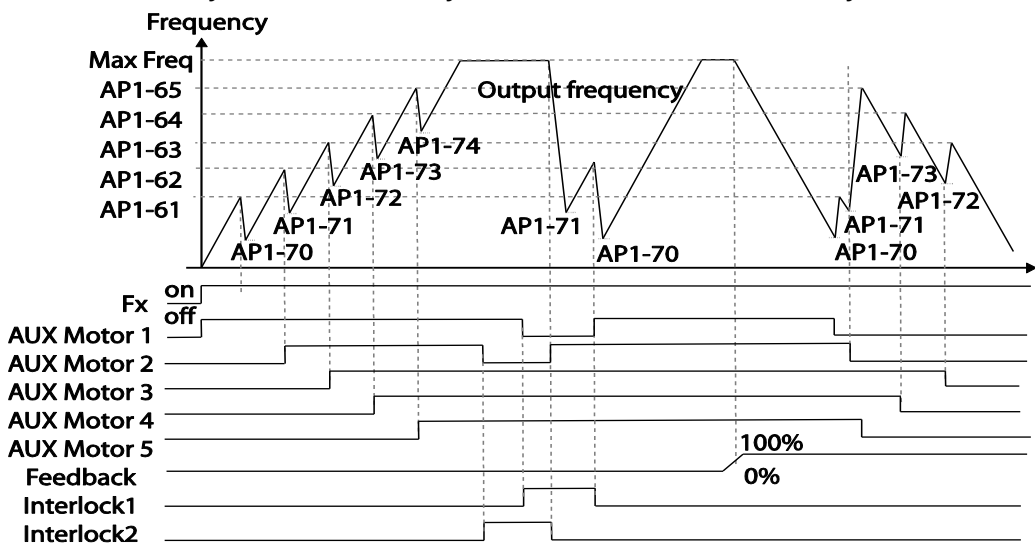 Frequency
Max Freq
AP1-65
AP1-64
AP1-63
AP1-62
AP1-61
Output frequency
AP1-74
AP1-73
AP1-72
AP1-71
AP1-70
AP1-71
AP1-70
AP1-73
AP1-72
AP1-71
AP1-70
Fx
on
off
AUX Motor 1
AUX Motor 2
AUX Motor 3
AUX Motor 4
AUX Motor 5
Feedback
100%
0%
Interlock1
Interlock2